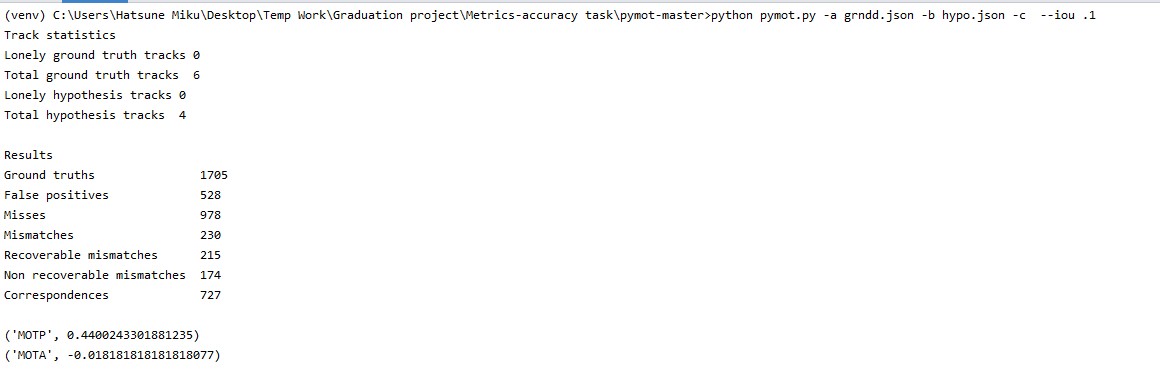 (venv) C:\Users\Hatsune Miku\Desktop\Temp Work\Graduation project\Metrics-accuracy task\pymot-master>python pymot.py -a grndd.json -b hypo.json -c  --iou .1
Track statistics
Lonely ground truth tracks 0
Total ground truth tracks  6
Lonely hypothesis tracks 0
Total hypothesis tracks  4
Results
Ground truths               1705
False positives             528
Misses                      978
Mismatches                  230
Recoverable mismatches      215
Non recoverable mismatches  174
Correspondences             727
('MOTP', 0.4400243301881235)
('MOTA', -0.018181818181818077)